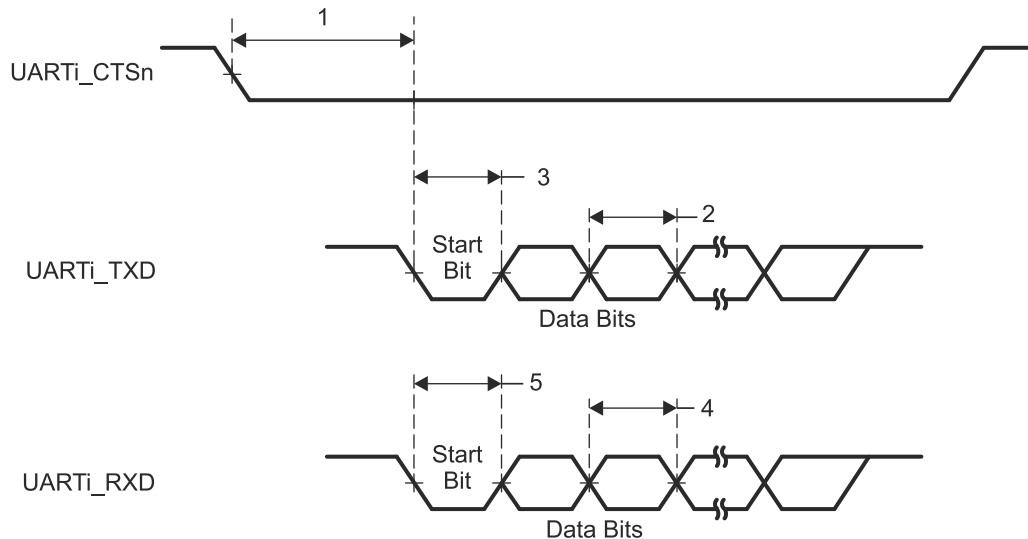 1
UARTi_CTSn
3
2
UARTi_TXD
Start
Bit
Data Bits
5
4
UARTi_RXD
Start
Bit
Data Bits